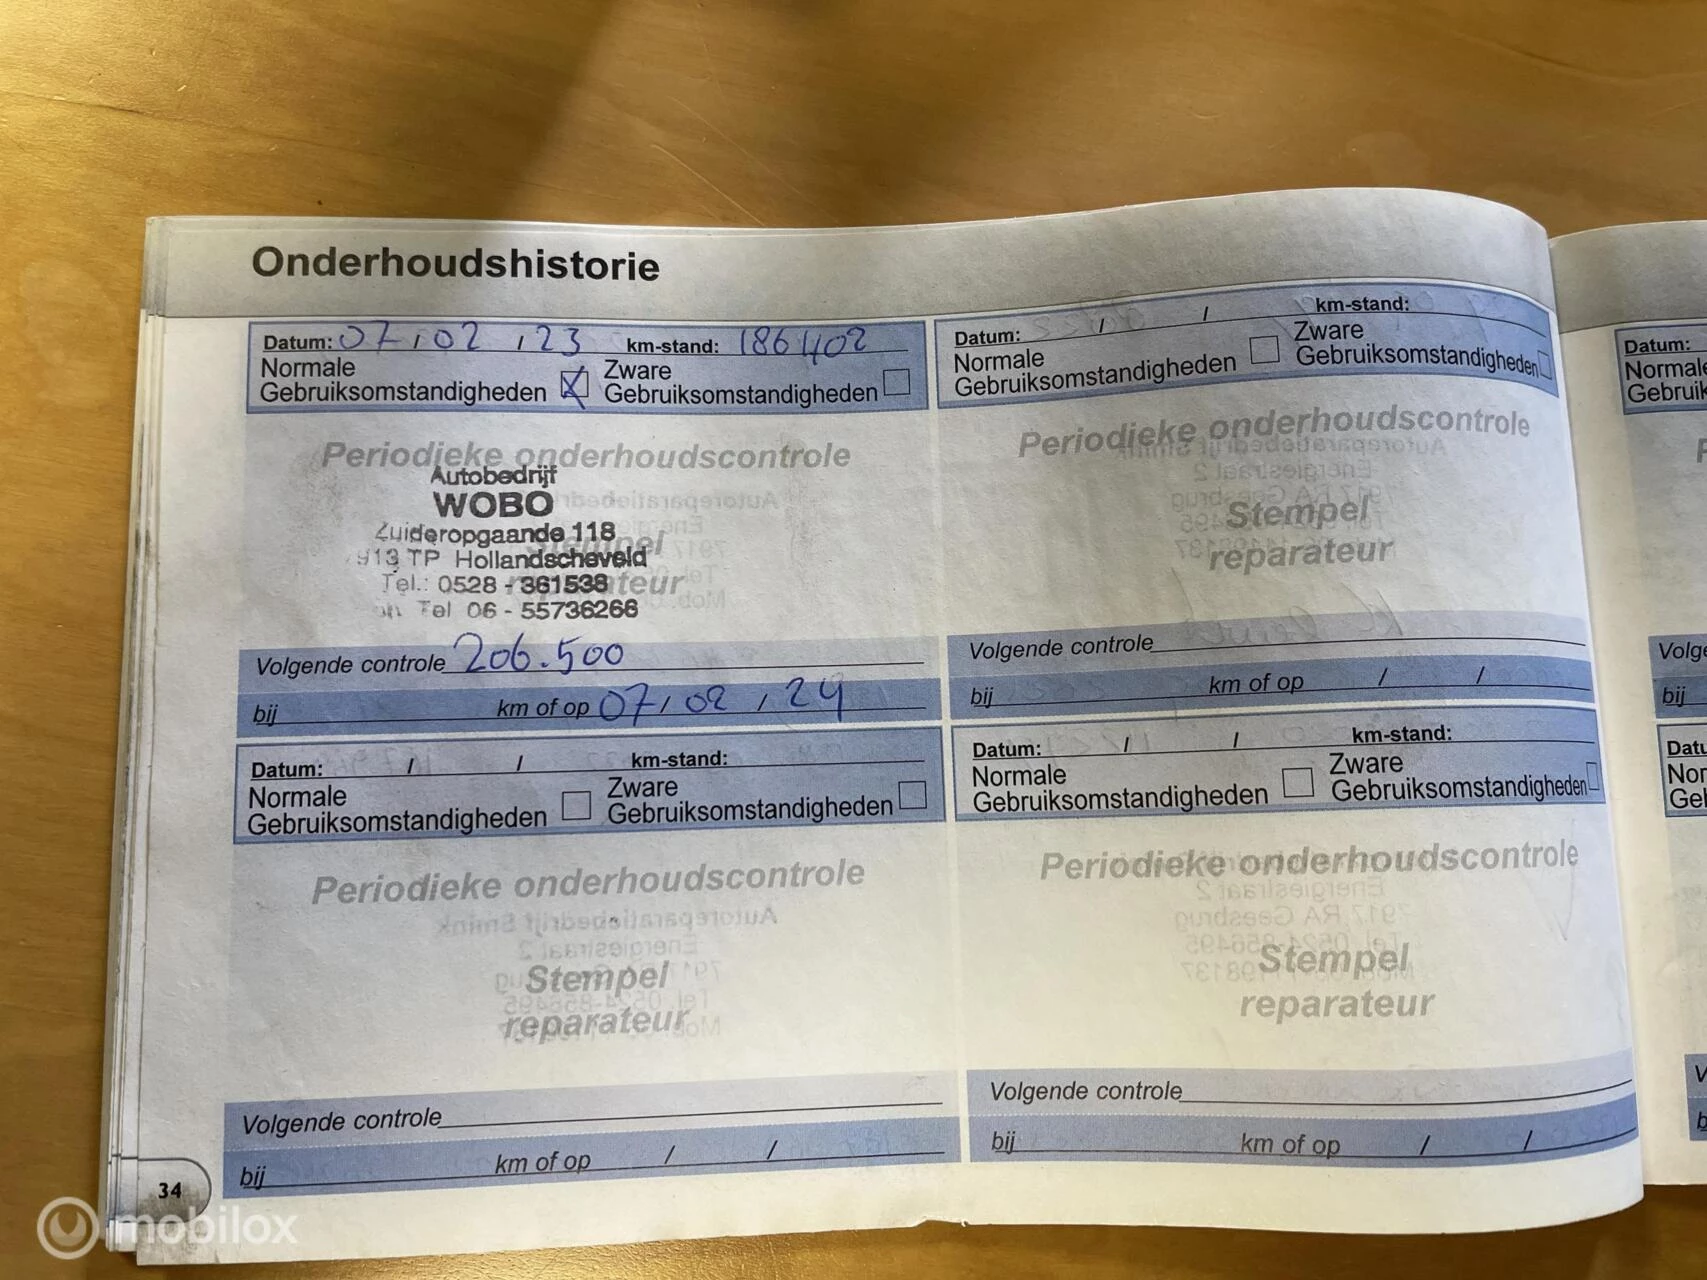 Onderhoudshistorie
Datum: 07 / 02 / 23 km-stand: 186402
Normale Gebruiksomstandigheden Zware Gebruiksomstandigheden
Periodieke onderhoudscontrole
Autobedrijf
WOBO
Zuideropgaande 118
Stempel
913 TP Hollandscheveld
Tel.: 0528 - 361538
reparateur
Tel 06 - 55736266
Volgende controle 206.500
bij km of op 07 / 02 / 24
Datum: / / km-stand:
Normale Gebruiksomstandigheden Zware Gebruiksomstandigheden
Periodieke onderhoudscontrole
Stempel
reparateur
Volgende controle
bij km of op / /
Datum: / / km-stand:
Normale Gebruiksomstandigheden Zware Gebruiksomstandigheden
Periodieke onderhoudscontrole
Stempel
reparateur
Volgende controle
bij km of op / /
Datum: / / km-stand:
Normale Gebruiksomstandigheden Zware Gebruiksomstandigheden
Periodieke onderhoudscontrole
Stempel
reparateur
Volgende controle
bij km of op / /
34
Datum:
bij
mobilox